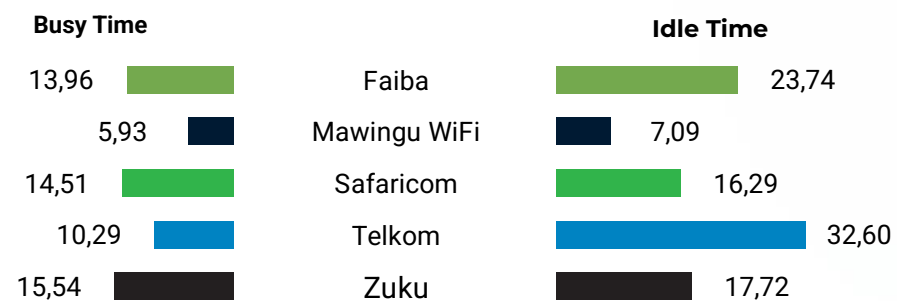 Busy Time Idle Time
13,96 Faiba 23,74
5,93 Mawingu WiFi 7,09
14,51 Safaricom 16,29
10,29 Telkom 32,60
15,54 Zuku 17,72